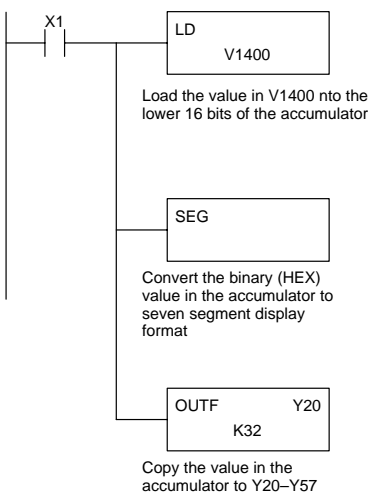 X1
LD
V1400
Load the value in V1400 nto the
lower 16 bits of the accumulator
SEG
Convert the binary (HEX)
value in the accumulator to
seven segment display
format
OUTF Y20
K32
Copy the value in the
accumulator to Y20–Y57